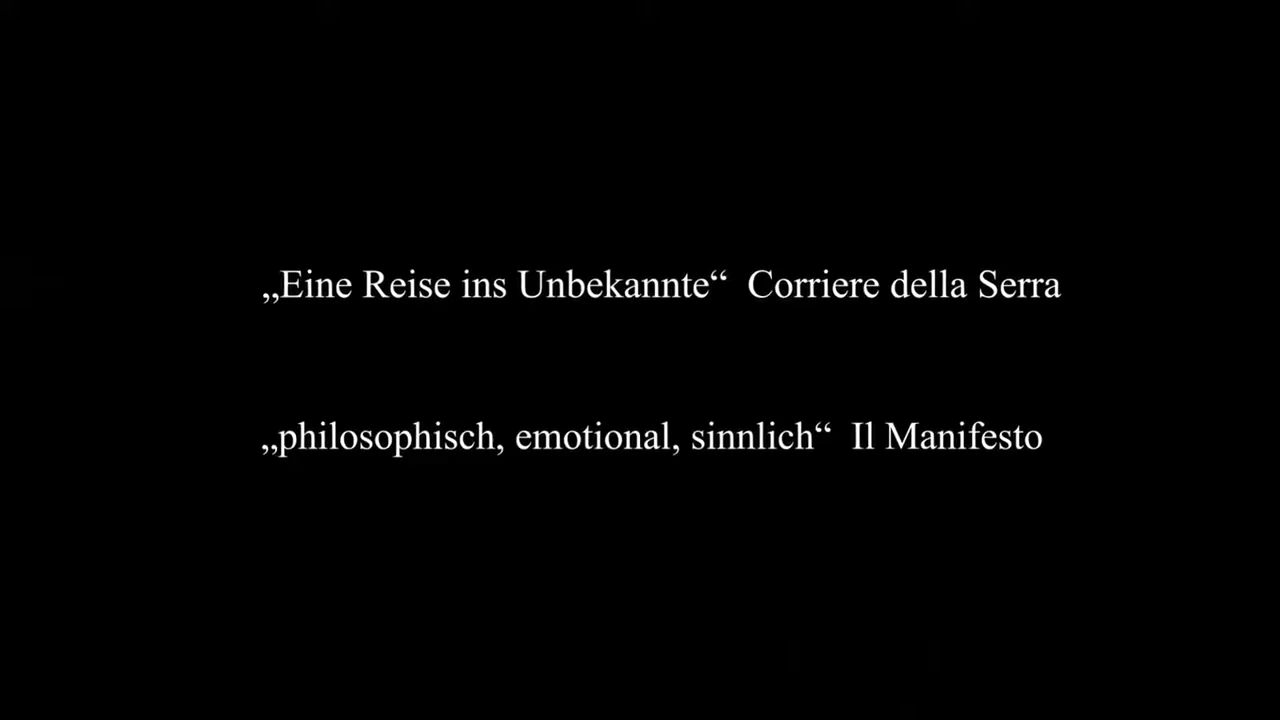 „Eine Reise ins Unbekannte“ Corriere della Serra
„philosophisch, emotional, sinnlich“ Il Manifesto